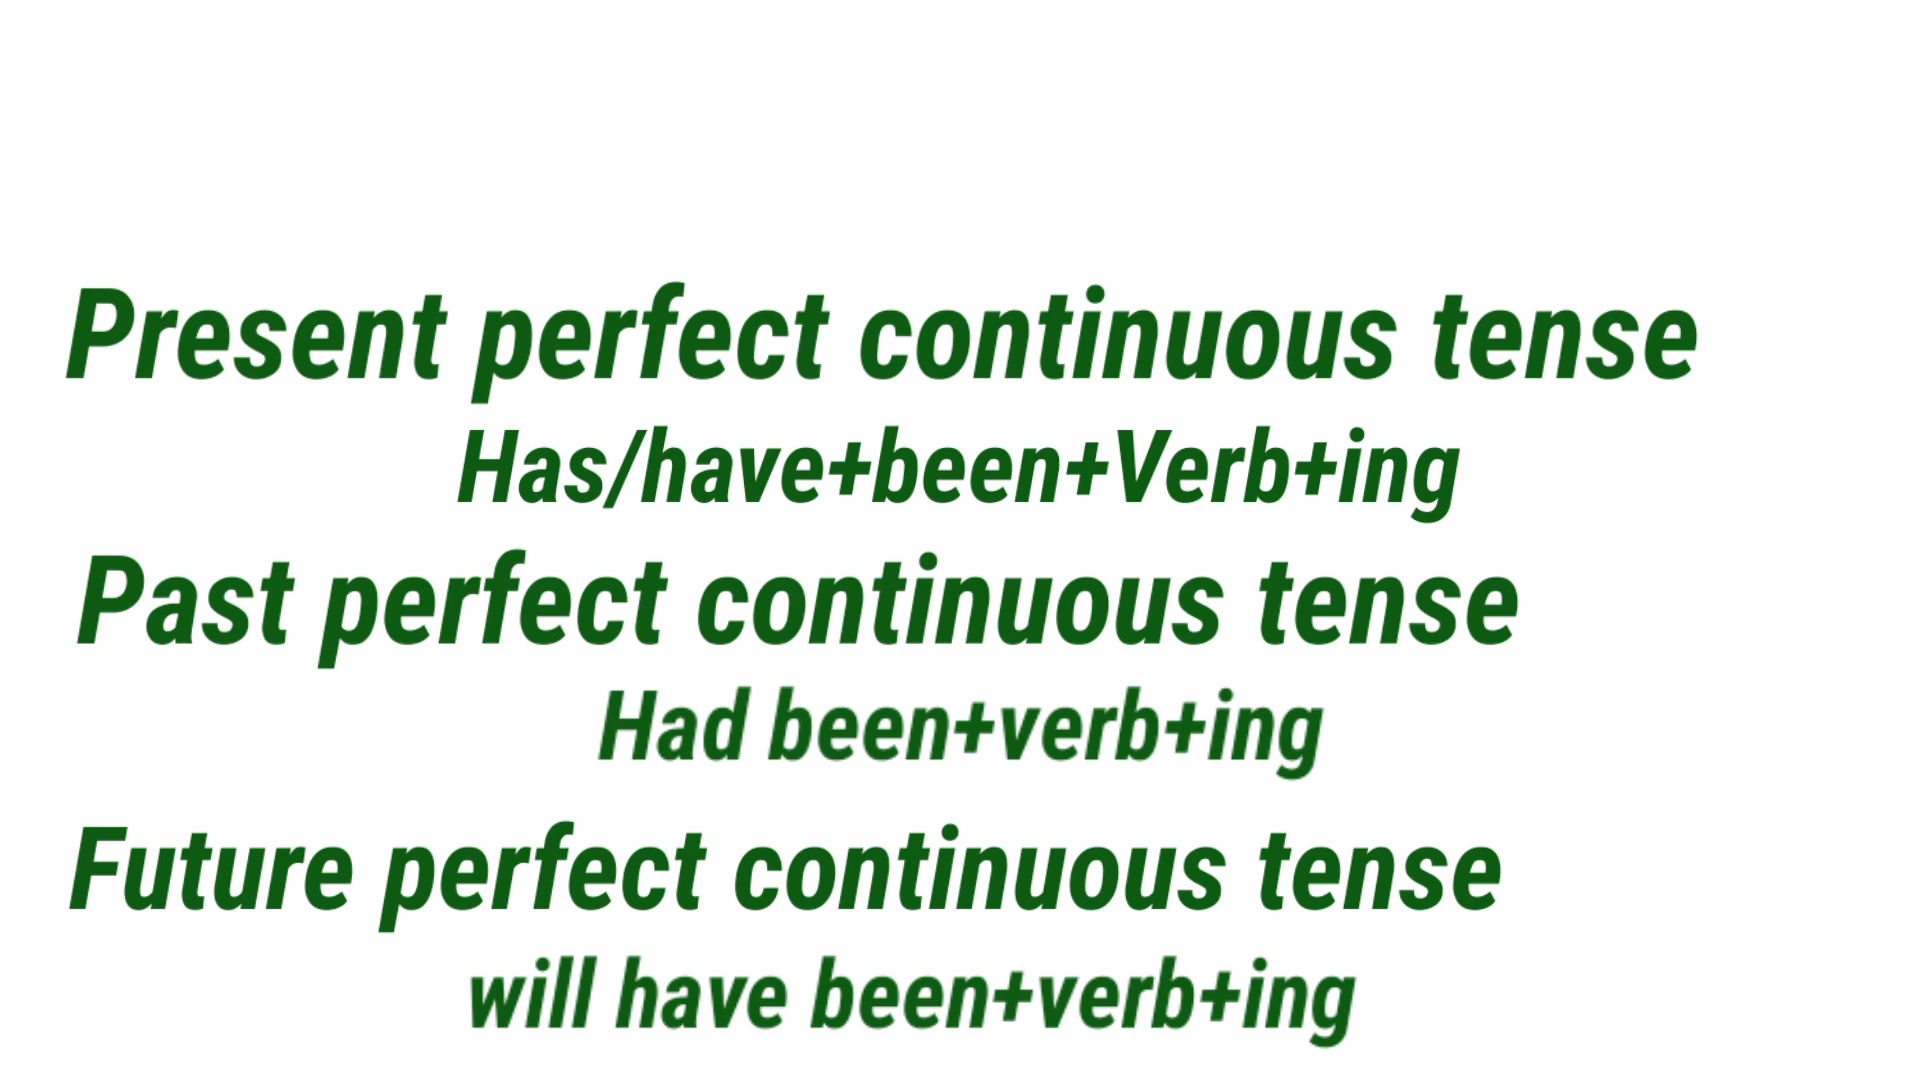 Present perfect continuous tense
Has/have+been+Verb+ing
Past perfect continuous tense
Had been+verb+ing
Future perfect continuous tense
will have been+verb+ing